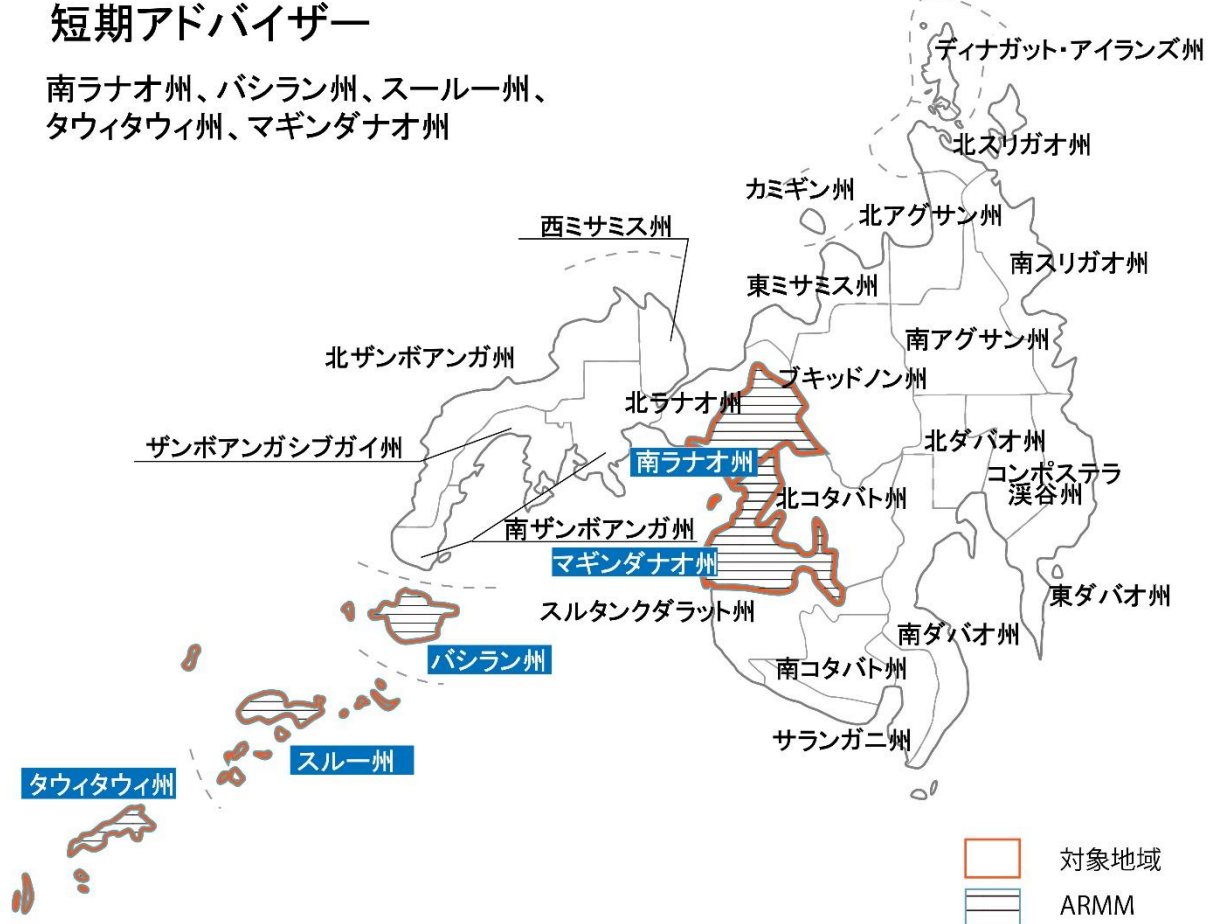 短期アドバイザー
南ラナオ州、バシラン州、スールー州、
タウィタウィ州、マギンダナオ州
ディナガット・アイランズ州
北スリガオ州
カミギン州
北アグサン州
西ミサミス州
南スリガオ州
東ミサミス州
南アグサン州
北ザンボアンガ州
ブキッドノン州
北ラナオ州
ザンボアンガシブガイ州
北ダバオ州
南ラナオ州
コンポステラ
渓谷州
北コタバト州
南ザンボアンガ州
マギンダナオ州
東ダバオ州
スルタンクダラット州
南ダバオ州
バシラン州
南コタバト州
サランガニ州
スルー州
タウィタウィ州
対象地域
ARMM